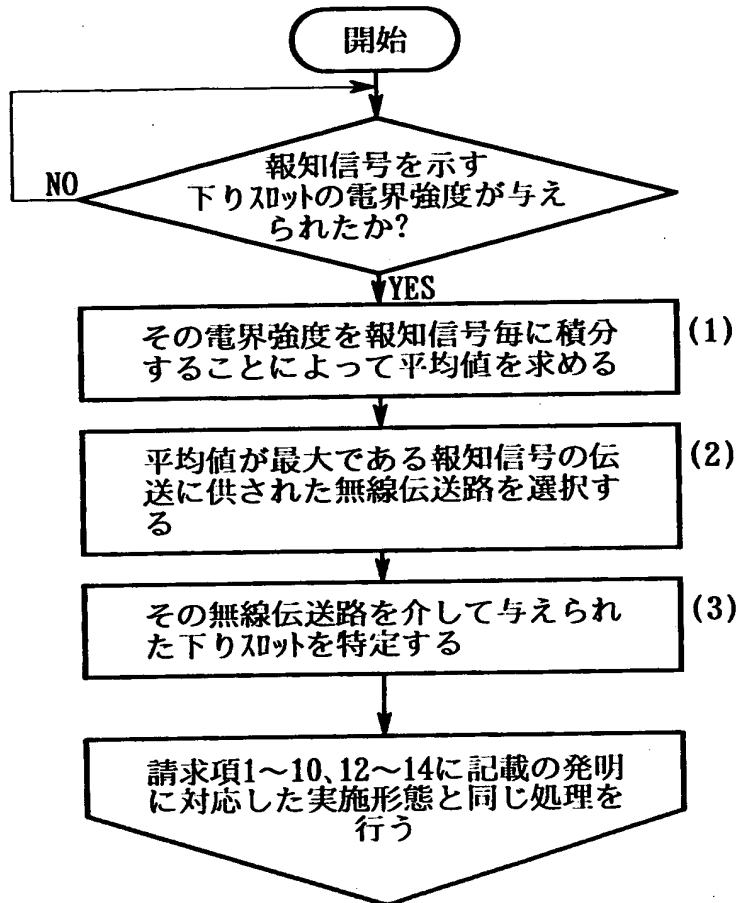 開始
報知信号を示す
下りスロットの電界強度が与え
られたか?
NO
YES
その電界強度を報知信号毎に積分
することによって平均値を求める
(1)
平均値が最大である報知信号の伝
送に供された無線伝送路を選択す
る
(2)
その無線伝送路を介して与えられ
た下りスロットを特定する
(3)
請求項1～10、12～14に記載の発明
に対応した実施形態と同じ処理を
行う